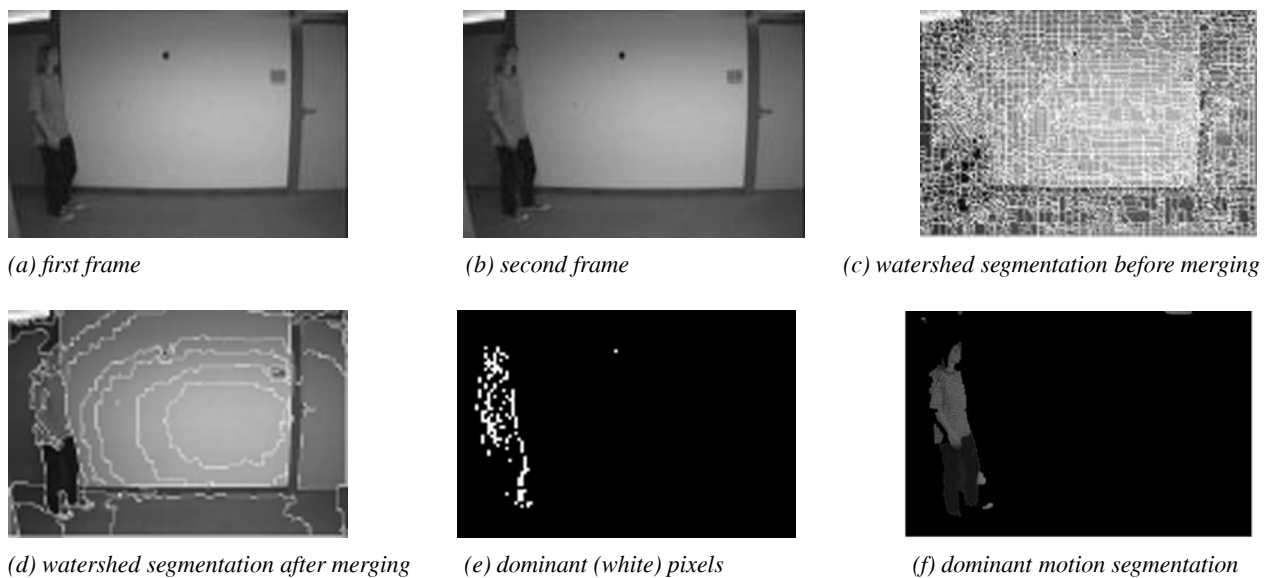 (a) first frame
(b) second frame
(c) watershed segmentation before merging
(d) watershed segmentation after merging
(e) dominant (white) pixels
(f) dominant motion segmentation